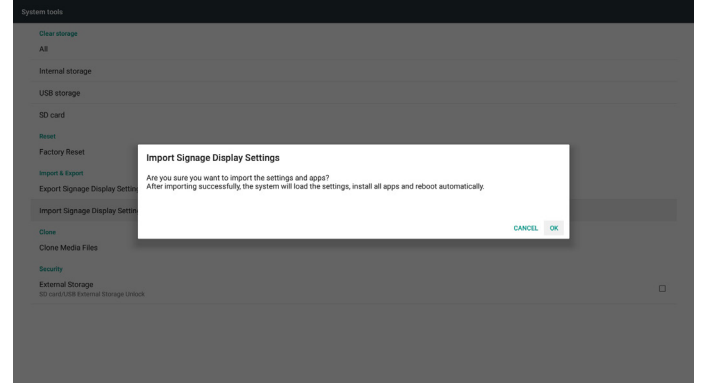 System tools
Clear storage
All
Internal storage
USB storage
SD card
Reset
Factory Reset
Import & Export
Export Signage Display Settin
Import Signage Display Settin
Clone
Clone Media Files
Security
External Storage
SD card/USB External Storage Unlock
Import Signage Display Settings
Are you sure you want to import the settings and apps?
After importing successfully, the system will load the settings, install all apps and reboot automatically.
CANCEL OK